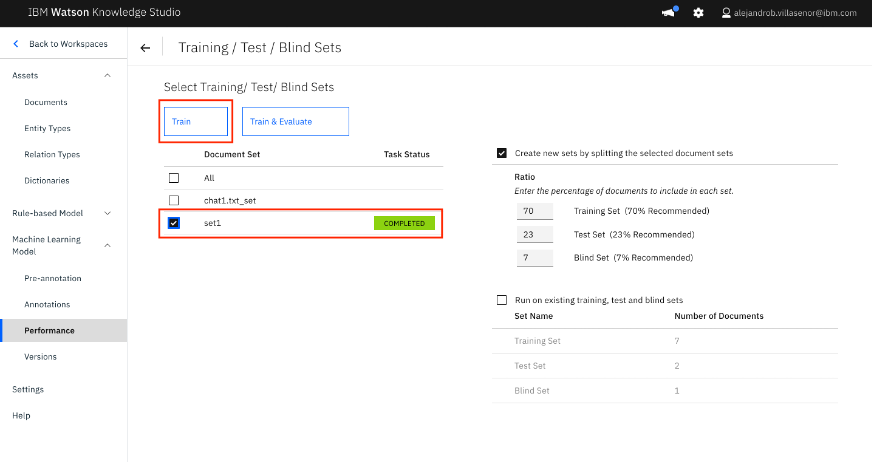 IBM Watson Knowledge Studio
alejandrob.villasenor@ibm.com
Back to Workspaces
Training / Test / Blind Sets
Assets
Documents
Entity Types
Relation Types
Dictionaries
Rule-based Model
Machine Learning
Model
Pre-annotation
Annotations
Performance
Versions
Settings
Help
Select Training/ Test/ Blind Sets
Train
Train & Evaluate
Document Set Task Status
All
chat1.txt_set
set1 COMPLETED
Create new sets by splitting the selected document sets
Ratio
Enter the percentage of documents to include in each set.
70 Training Set (70% Recommended)
23 Test Set (23% Recommended)
7 Blind Set (7% Recommended)
Run on existing training, test and blind sets
Set Name Number of Documents
Training Set 7
Test Set 2
Blind Set 1